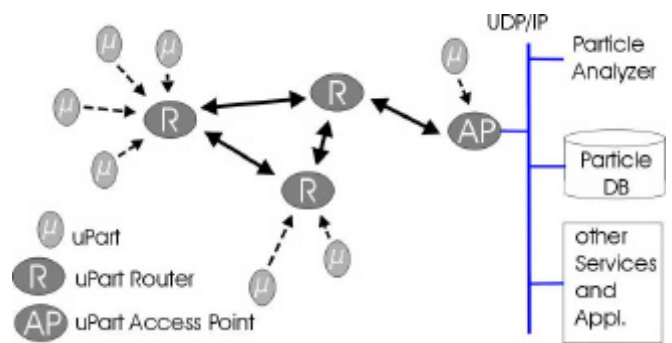 UDP/IP
μ
μ
μ
Particle
Analyzer
μ
R
μ
R
AP
μ
Particle
DB
R
μ
uPart
μ
μ
other
Services
and
Appl.
R
uPart Router
AP
uPart Access Point